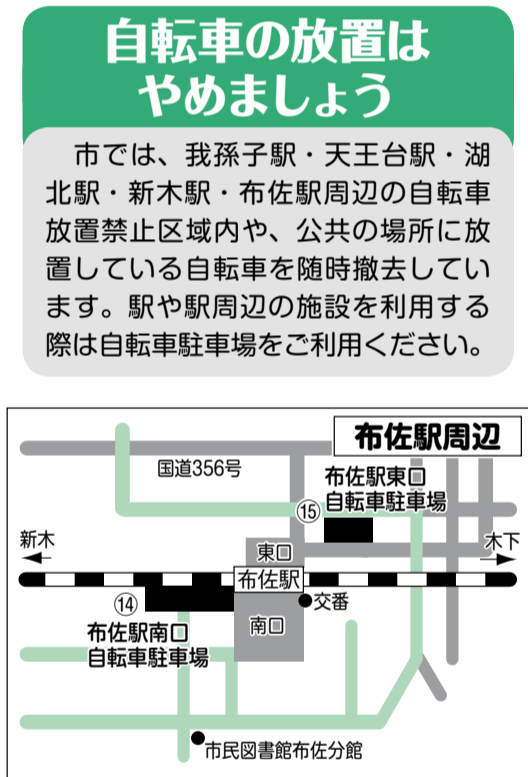 自転車の放置は
やめましょう
市では、我孫子駅・天王台駅・湖
北駅・新木駅・布佐駅周辺の自転車
放置禁止区域内や、公共の場所に放
置している自転車を随時撤去してい
ます。駅や駅周辺の施設を利用する
際は自転車駐車場をご利用ください。
布佐駅周辺
国道356号
布佐駅東口
⑮ 自転車駐車場
新木
木下
東口
布佐駅
⑭
交番
南口
布佐駅南口
自転車駐車場
市民図書館布佐分館